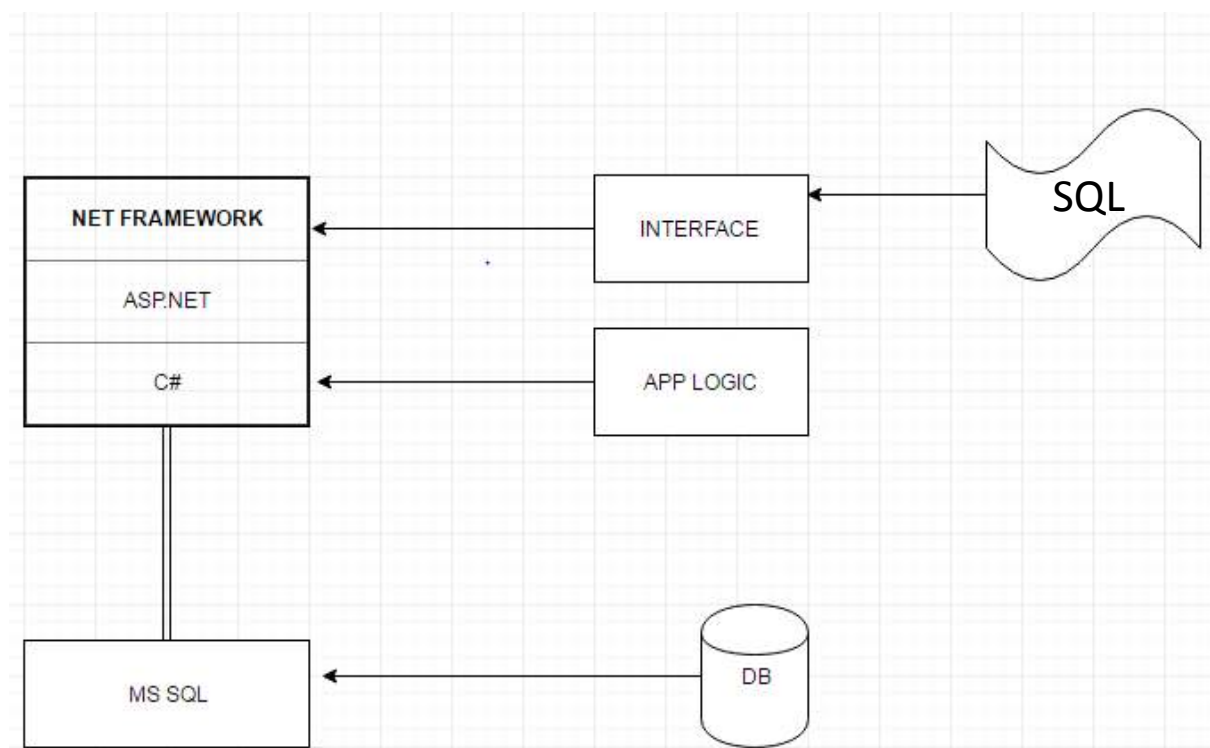 SQL
NET FRAMEWORK
INTERFACE
ASP.NET
C#
APP LOGIC
MS SQL
DB